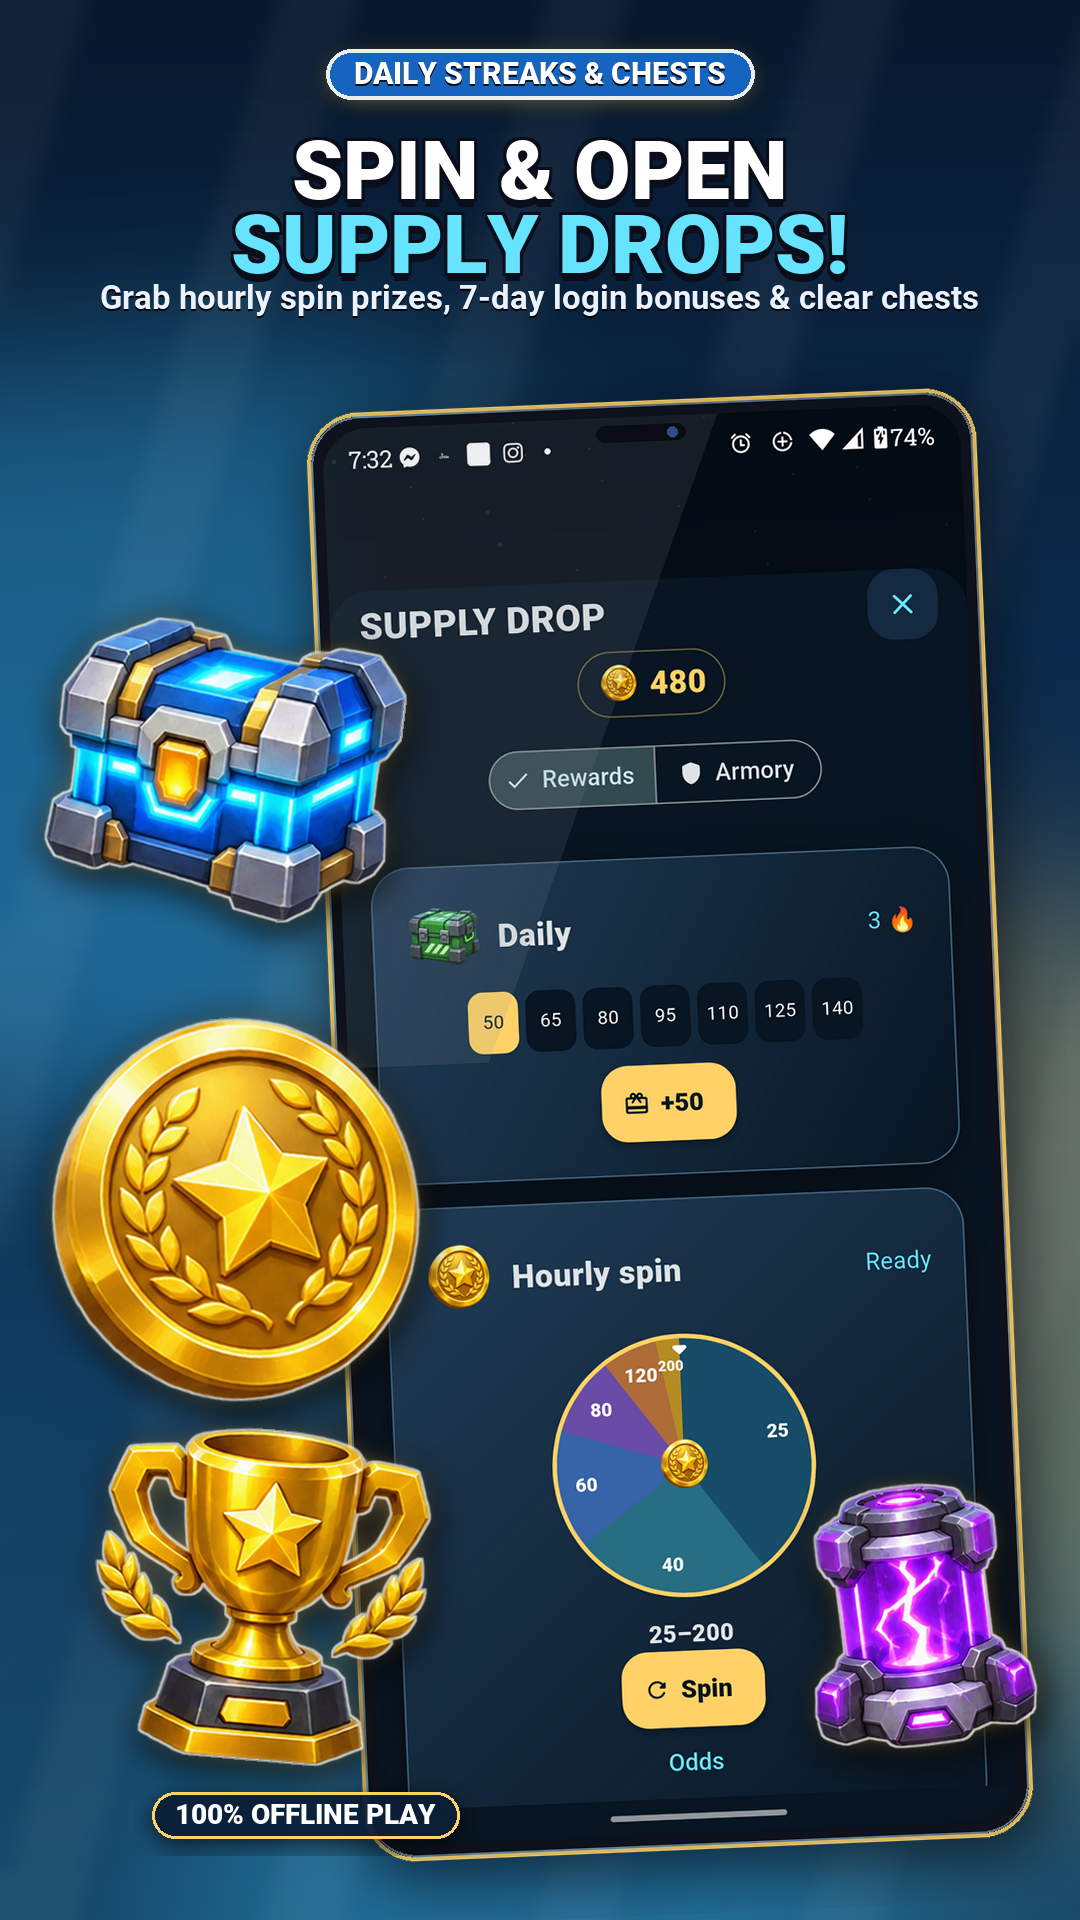 DAILY STREAKS & CHESTS
SPIN & OPEN
SUPPLY DROPS!
Grab hourly spin prizes, 7-day login bonuses & clear chests
7:32
74%
SUPPLY DROP
480
Rewards
Armory
Daily
3 🔥
50 65 80 95 110 125 140
+50
Hourly spin
Ready
200
120
80
25
60
40
25–200
Spin
Odds
100% OFFLINE PLAY